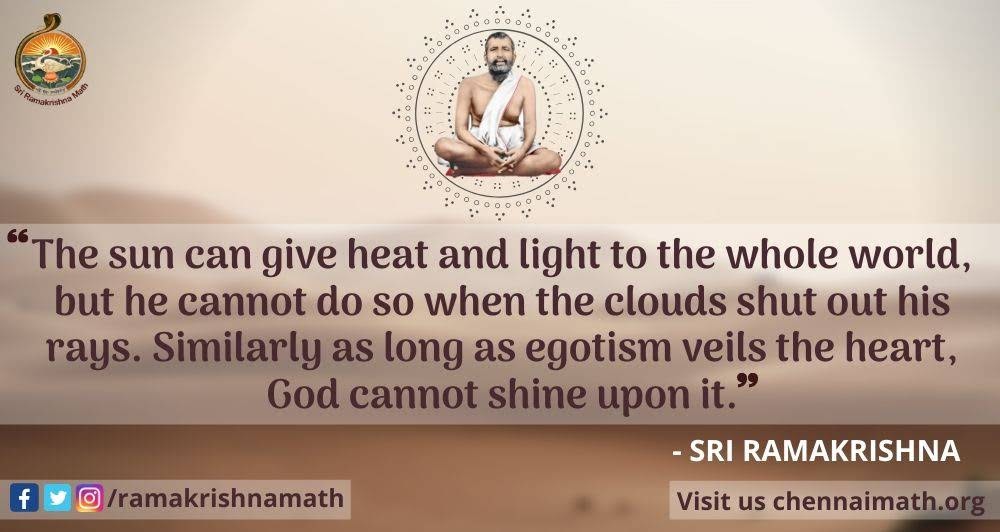 Sri Ramakrishna Math
“The sun can give heat and light to the whole world,
but he cannot do so when the clouds shut out his
rays. Similarly as long as egotism veils the heart,
God cannot shine upon it.”
- SRI RAMAKRISHNA
/ramakrishnamath
Visit us chennaimath.org